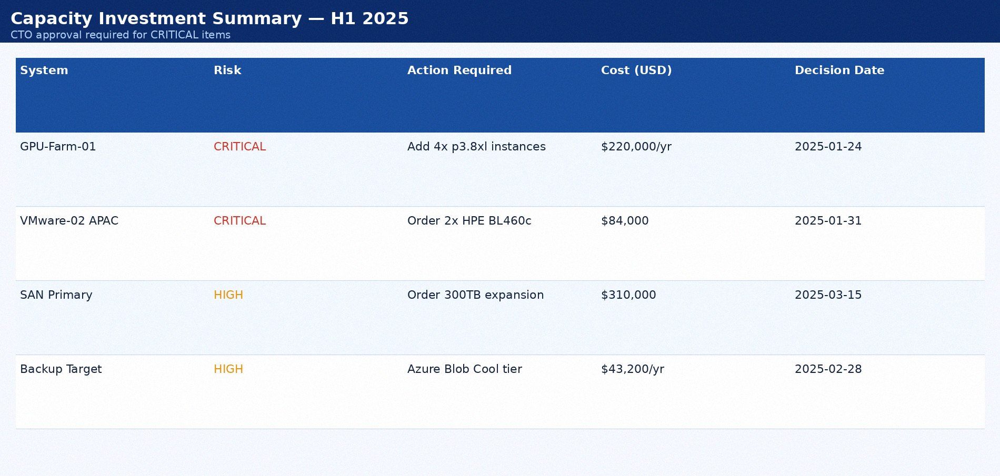 Capacity Investment Summary — H1 2025
CTO approval required for CRITICAL items
System Risk Action Required Cost (USD) Decision Date
GPU-Farm-01 CRITICAL Add 4x p3.8xl instances $220,000/yr 2025-01-24
VMware-02 APAC CRITICAL Order 2x HPE BL460c $84,000 2025-01-31
SAN Primary HIGH Order 300TB expansion $310,000 2025-03-15
Backup Target HIGH Azure Blob Cool tier $43,200/yr 2025-02-28